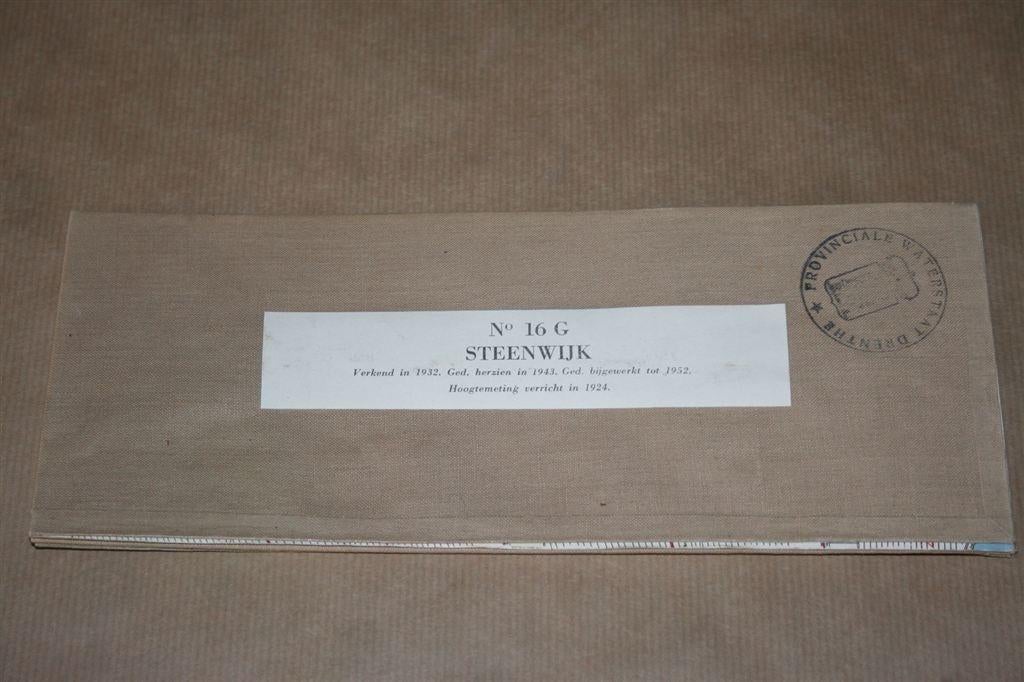 Nº 16 G
STEENWIJK
Verkend in 1932. Ged. herzien in 1943. Ged. bijgewerkt tot 1952.
Hoogtemeting verricht in 1924.
★ PROVINCIALE WATERSTAAT DRENTHE